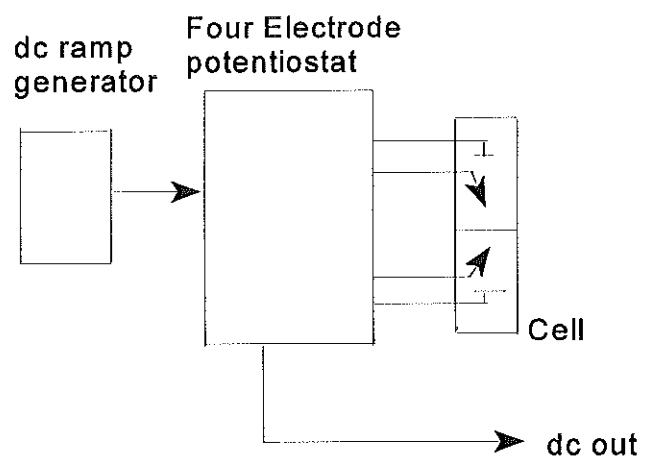 dc ramp
generator
Four Electrode
potentiostat
Cell
dc out